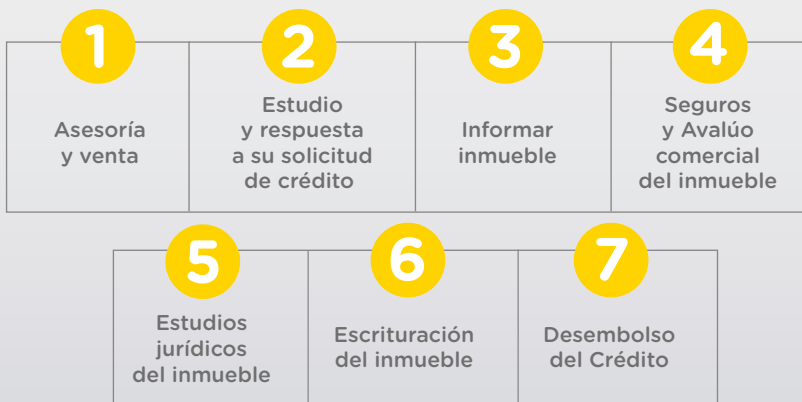 1
Asesoría
y venta
2
Estudio
y respuesta
a su solicitud
de crédito
3
Informar
inmueble
4
Seguros
y Avalúo
comercial
del inmueble
5
Estudios
jurídicos
del inmueble
6
Escrituración
del inmueble
7
Desembolso
del Crédito